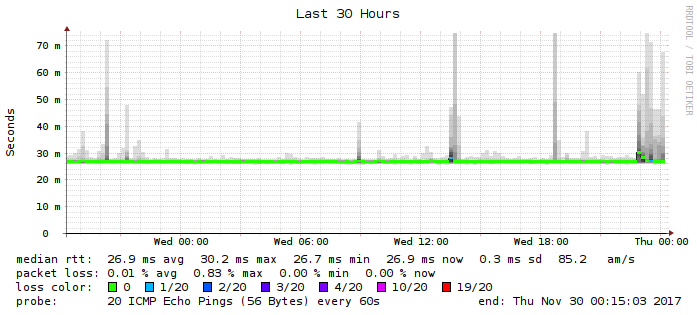 Last 30 Hours
RRDTOOL / TOBI OETIKER
Seconds
70 m
60 m
50 m
40 m
30 m
20 m
10 m
0
Wed 00:00 Wed 06:00 Wed 12:00 Wed 18:00 Thu 00:00
median rtt: 26.9 ms avg 30.2 ms max 26.7 ms min 26.9 ms now 0.3 ms sd 85.2 am/s
packet loss: 0.01 % avg 0.83 % max 0.00 % min 0.00 % now
loss color: 0 1/20 2/20 3/20 4/20 10/20 19/20
probe: 20 ICMP Echo Pings (56 Bytes) every 60s end: Thu Nov 30 00:15:03 2017